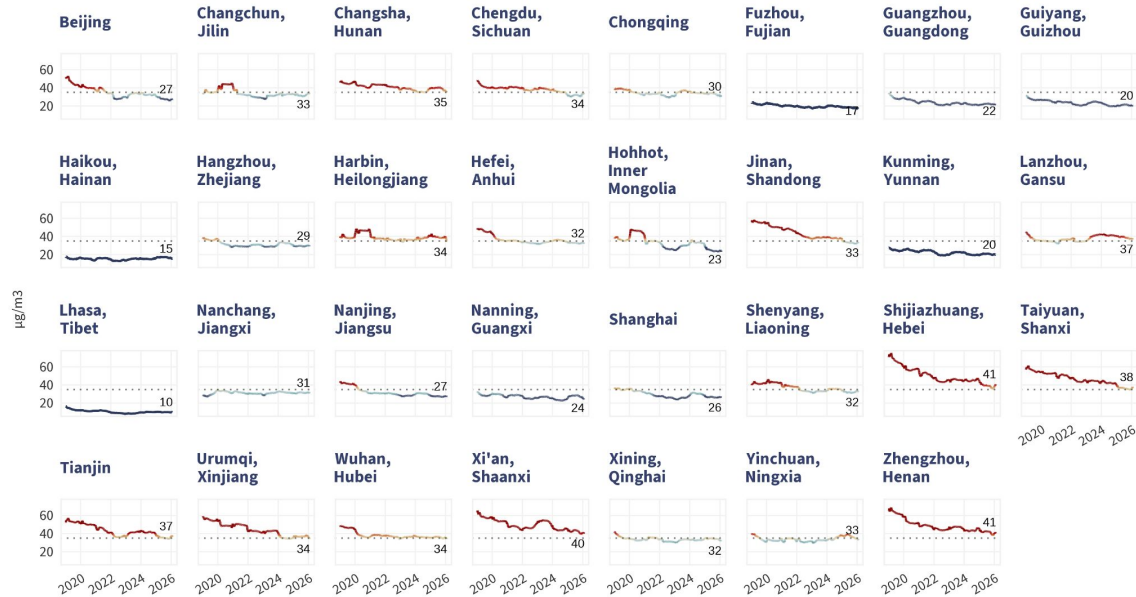 Beijing
Changchun,
Jilin
Changsha,
Hunan
Chengdu,
Sichuan
Chongqing
Fuzhou,
Fujian
Guangzhou,
Guangdong
Guiyang,
Guizhou
60
40
20
27
33
35
34
30
17
22
20
Haikou,
Hainan
Hangzhou,
Zhejiang
Harbin,
Heilongjiang
Hefei,
Anhui
Hohhot,
Inner
Mongolia
Jinan,
Shandong
Kunming,
Yunnan
Lanzhou,
Gansu
60
40
20
15
29
34
32
23
33
20
37
µg/m3
Lhasa,
Tibet
Nanchang,
Jiangxi
Nanjing,
Jiangsu
Nanning,
Guangxi
Shanghai
Shenyang,
Liaoning
Shijiazhuang,
Hebei
Taiyuan,
Shanxi
60
40
20
10
31
27
24
26
32
41
38
2020 2022 2024 2026
Tianjin
Urumqi,
Xinjiang
Wuhan,
Hubei
Xi'an,
Shaanxi
Xining,
Qinghai
Yinchuan,
Ningxia
Zhengzhou,
Henan
60
40
20
37
34
34
40
32
33
41
2020 2022 2024 2026
2020 2022 2024 2026
2020 2022 2024 2026
2020 2022 2024 2026
2020 2022 2024 2026
2020 2022 2024 2026
2020 2022 2024 2026